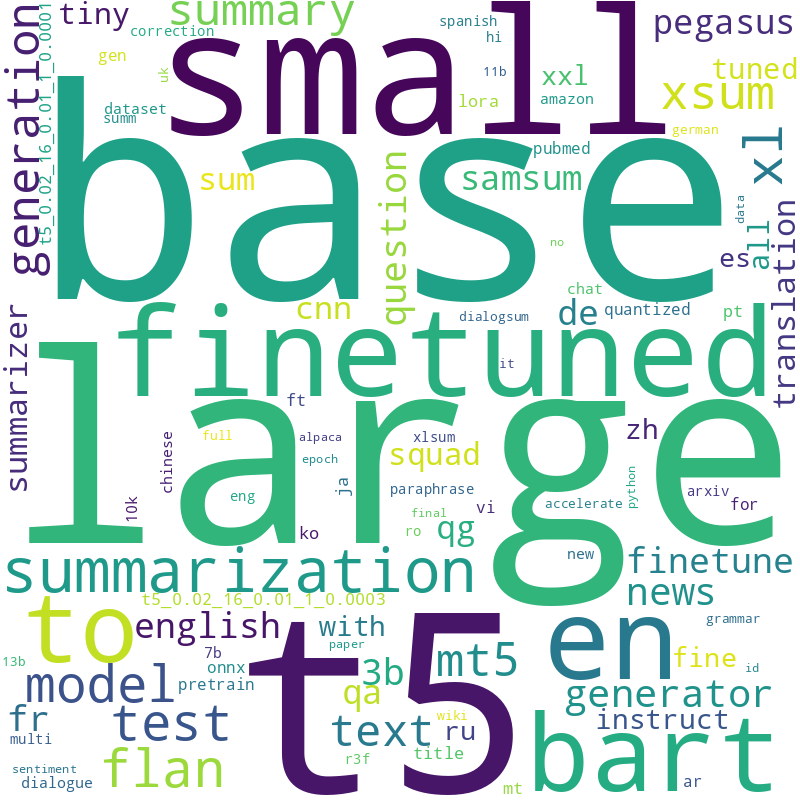 tiny
correction
summary
small
spanish
hi
pegasus
generation
t5_0.02_16_0.01_1_0.0001
gen
uk
dataset
summ
11b
xxl
lora
amazon
tuned
xsum
german
base
sum
question
pubmed
samsum
xl
data
all
translation
es
no
chat
cnn
dialogsum
de
quantized
pt
summarizer
finetuned
it
large
ft
full
alpaca
xlsum
zh
chinese
epoch
squad
10k
eng
ja
paraphrase
vi
accelerate
python
arxiv
for
ko
final
ro
qg
new
summarization
finetune
news
t5_0.02_16_0.01_1_0.0003
to
english
with
paper
t5
en
grammar
13b
7b
onnx
pretrain
model
3b
mt5
fine
id
qa
generator
fr
multi
test
text
wiki
ru
instruct
bart
flan
r3f
title
sentiment
dialogue
mt
ar